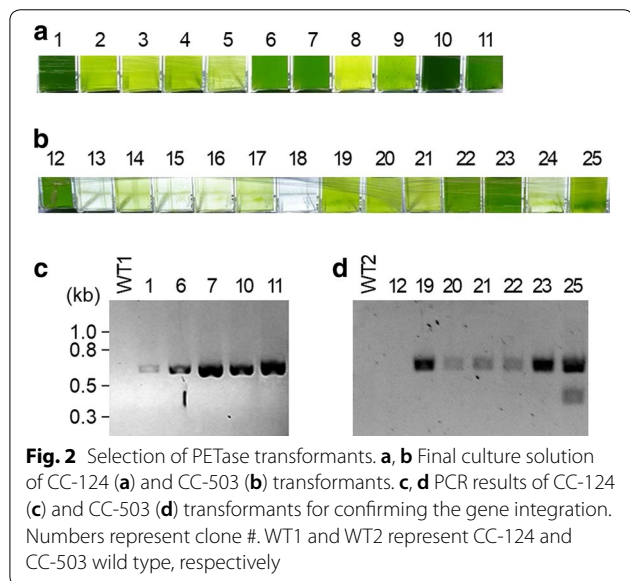 a
1 2 3 4 5 6 7 8 9 10 11
b
12 13 14 15 16 17 18 19 20 21 22 23 24 25
c
WT1 1 6 7 10 11
(kb)
1.0
0.8
0.5
0.3
d
WT2 12 19 20 21 22 23 25
Fig. 2 Selection of PETase transformants. a, b Final culture solution
of CC-124 (a) and CC-503 (b) transformants. c, d PCR results of CC-124
(c) and CC-503 (d) transformants for confirming the gene integration.
Numbers represent clone #. WT1 and WT2 represent CC-124 and
CC-503 wild type, respectively